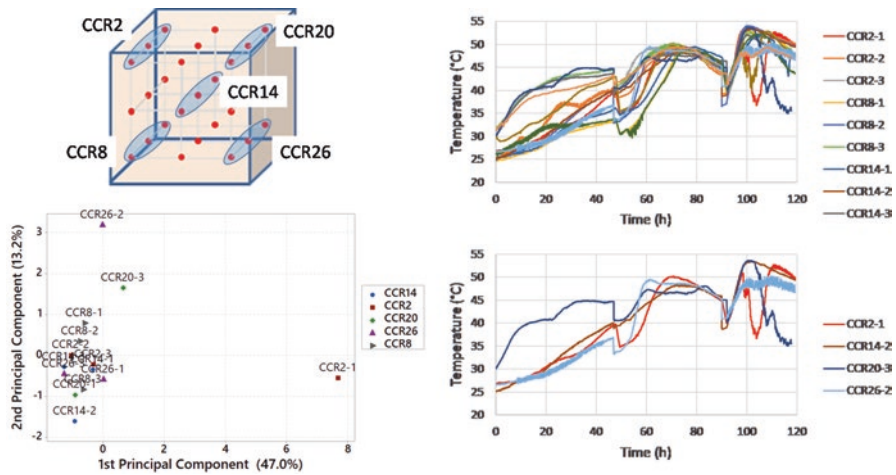 CCR2
CCR20
CCR14
CCR8
CCR26
Temperature (°C)
55
50
45
40
35
30
25
20
0
20
40
60
80
100
120
Time (h)
CCR2-1
CCR2-2
CCR2-3
CCR8-1
CCR8-2
CCR8-3
CCR14-1
CCR14-2
CCR14-3
2nd Principal Component (13.2%)
3
2
1
0
-1
-2
CCR26-2
CCR20-3
CCR8-1
CCR8-2
CCR2-3
CCR26-1
CCR8-3
CCR14-2
CCR2-1
0
2
4
6
8
1st Principal Component (47.0%)
CCR14
CCR2
CCR20
CCR26
CCR8
Temperature (°C)
55
50
45
40
35
30
25
20
0
20
40
60
80
100
120
Time (h)
CCR2-1
CCR14-2
CCR20-3
CCR26-2